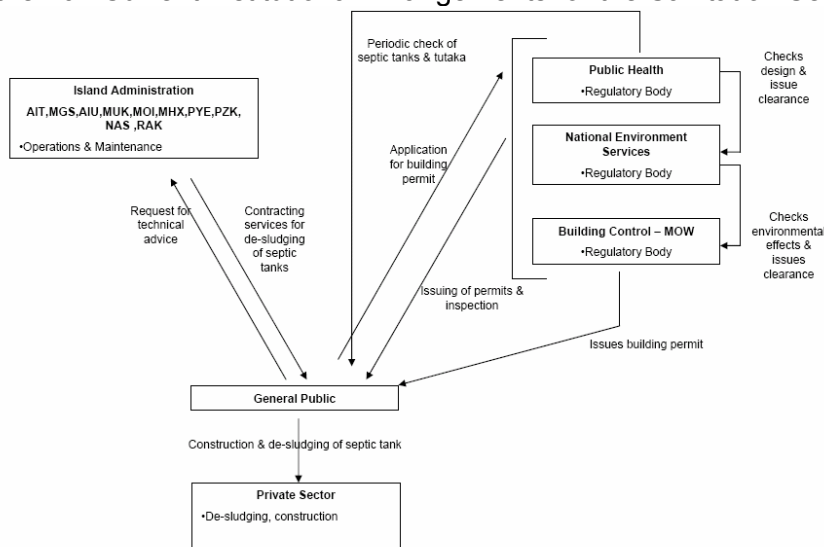 Periodic check of
septic tanks & tutaka
Island Administration
AIT,MGS,AIU,MUK,MOI,MHX,PYE,PZK,
NAS ,RAK
•Operations & Maintenance
Public Health
•Regulatory Body
Checks
design &
issue
clearance
National Environment
Services
•Regulatory Body
Application
for building
permit
Request for
technical
advice
Contracting
services for
de-sludging
of septic
tanks
Building Control – MOW
•Regulatory Body
Checks
environmental
effects &
issues
clearance
Issuing of permits &
inspection
Issues building permit
General Public
Construction & de-sludging of septic tank
Private Sector
•De-sludging, construction